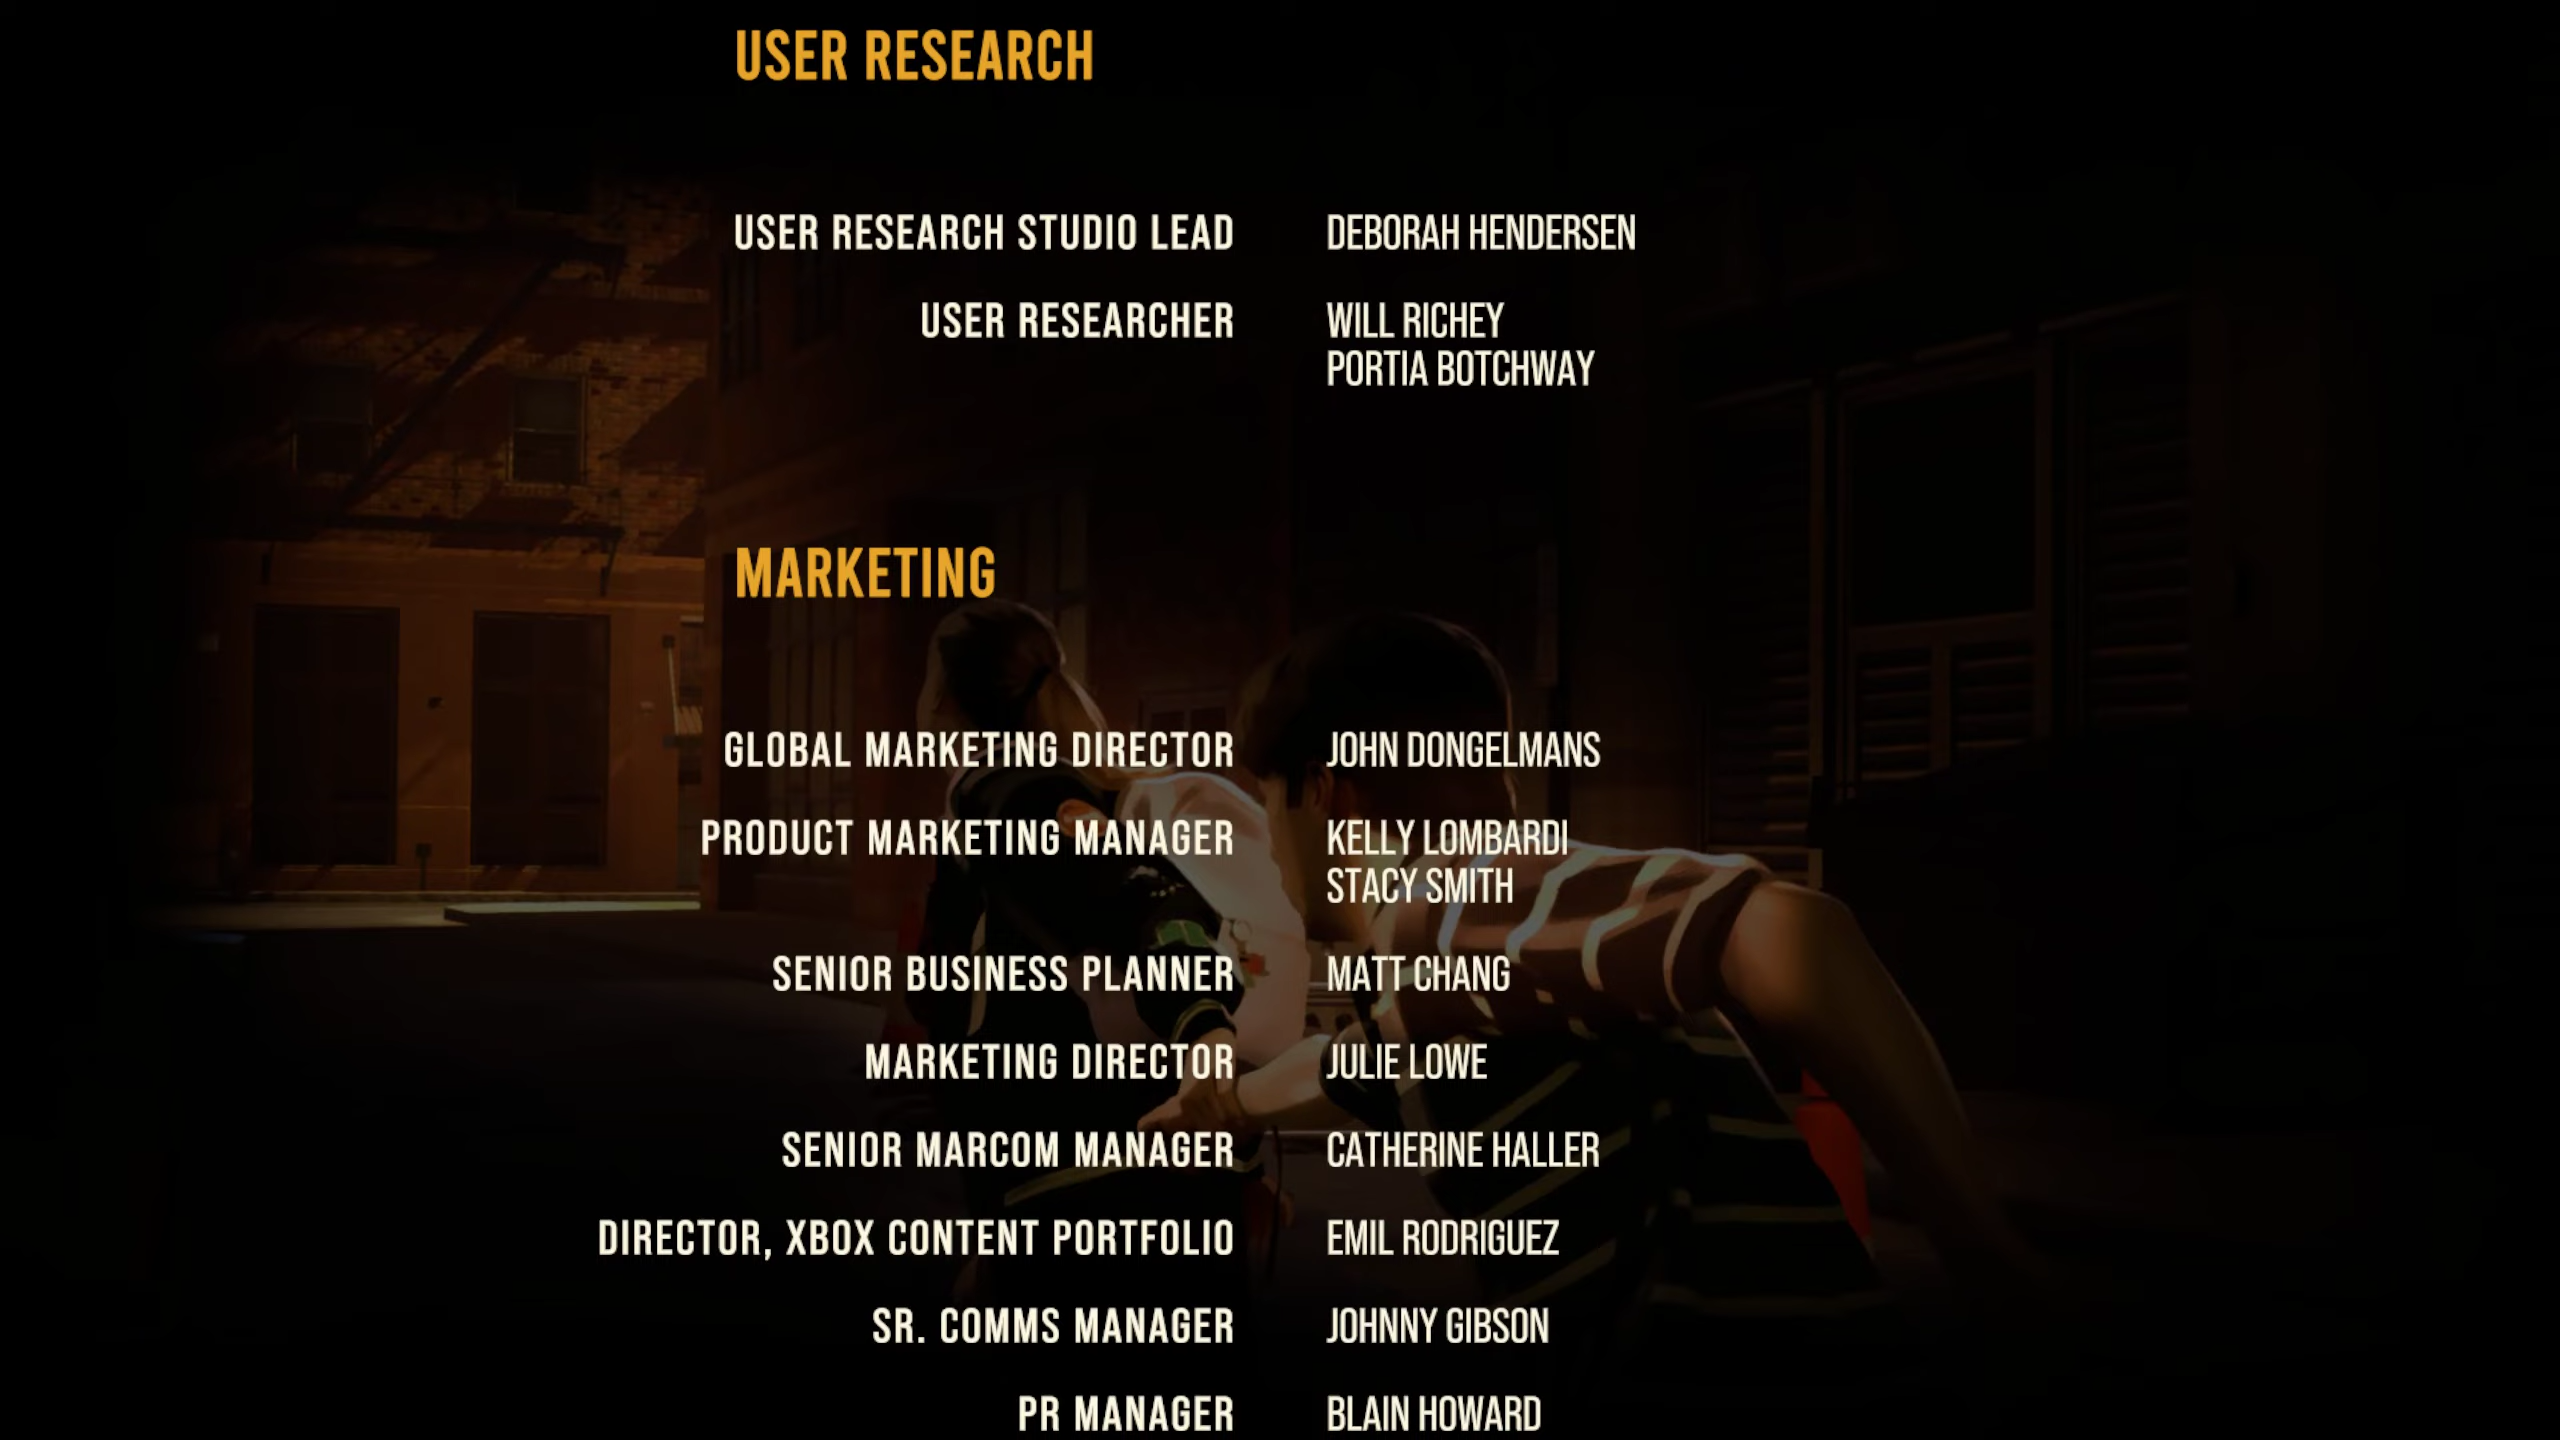 USER RESEARCH
USER RESEARCH STUDIO LEAD DEBORAH HENDERSEN
USER RESEARCHER WILL RICHEY
PORTIA BOTCHWAY
MARKETING
GLOBAL MARKETING DIRECTOR JOHN DONGELMANS
PRODUCT MARKETING MANAGER KELLY LOMBARDI
STACY SMITH
SENIOR BUSINESS PLANNER MATT CHANG
MARKETING DIRECTOR JULIE LOWE
SENIOR MARCOM MANAGER CATHERINE HALLER
DIRECTOR, XBOX CONTENT PORTFOLIO EMIL RODRIGUEZ
SR. COMMS MANAGER JOHNNY GIBSON
PR MANAGER BLAIN HOWARD